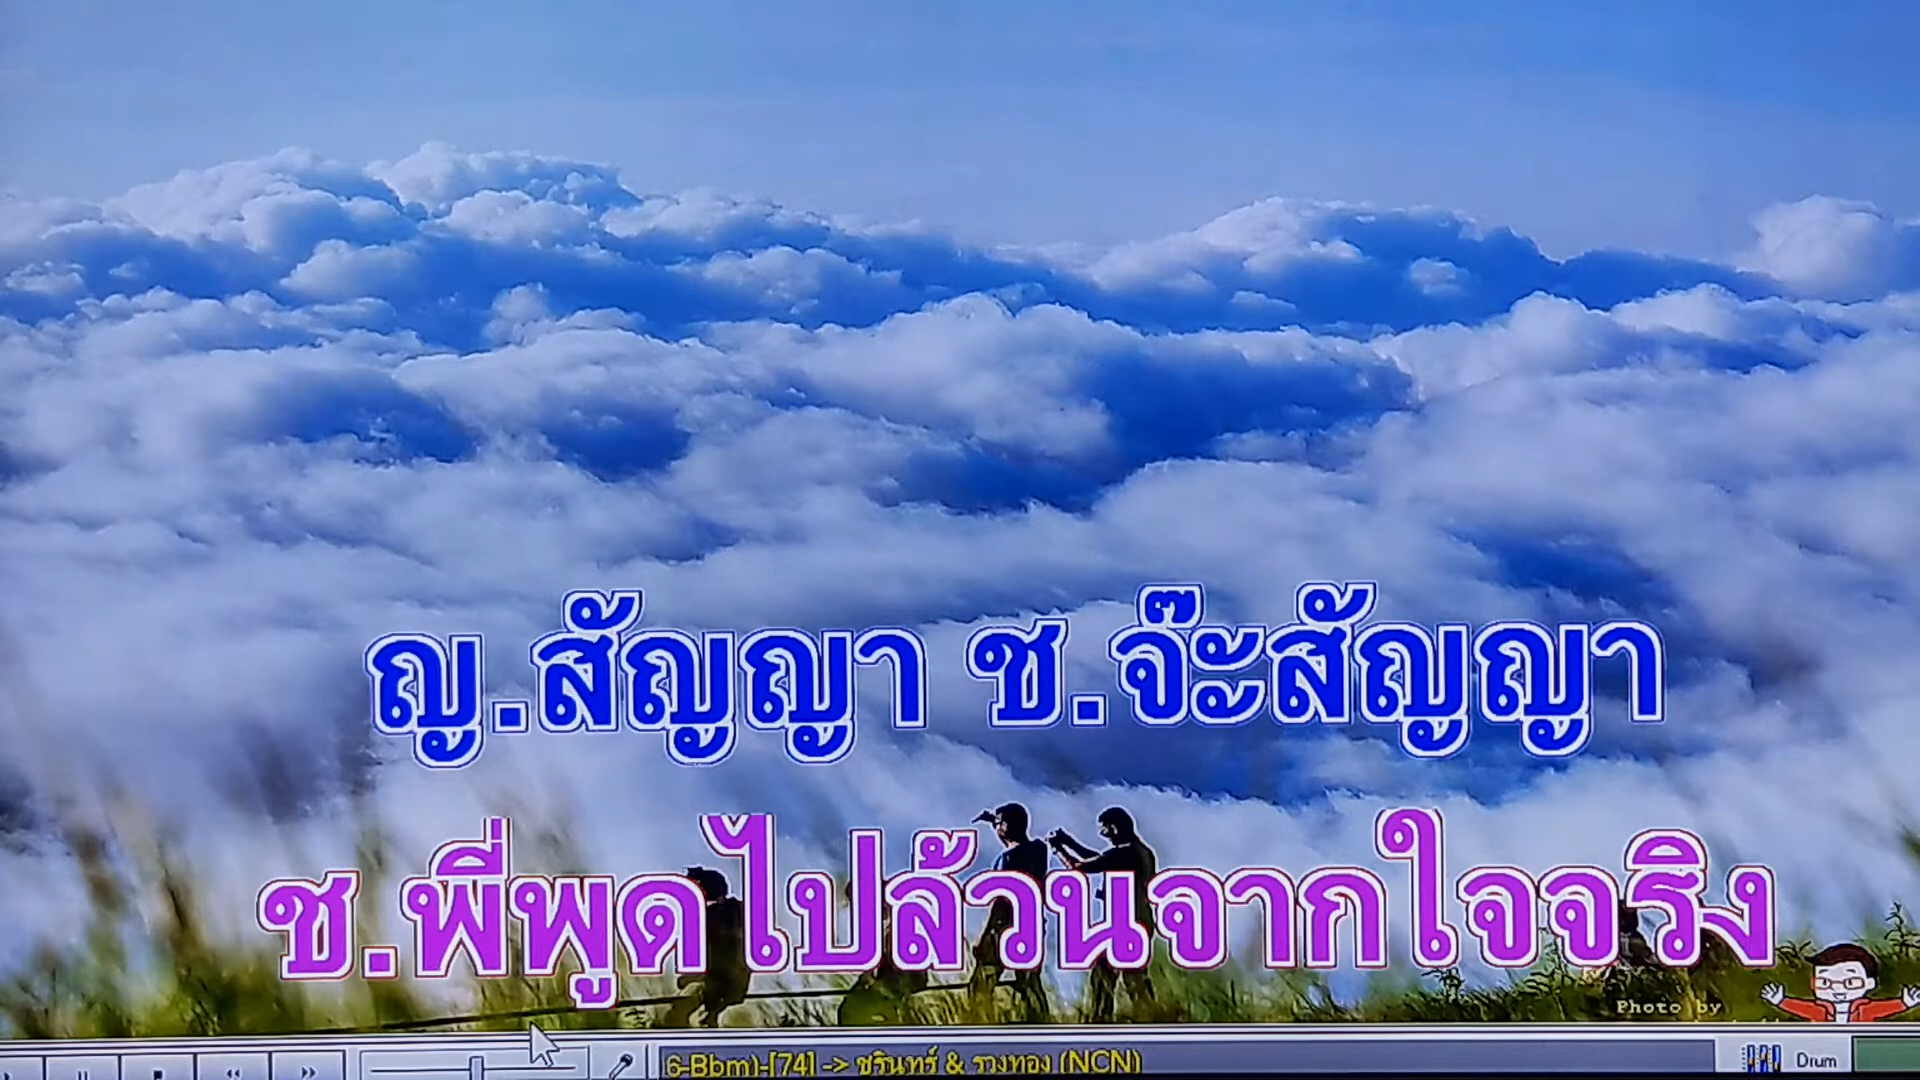 ญ.สัญญา ช.จ๊ะสัญญา
ช.พี่พูดไปล้วนจากใจจริง
Photo by
6-Bbm)-[74] -> ชรินทร์ & รวงทอง (NCN)
Drum